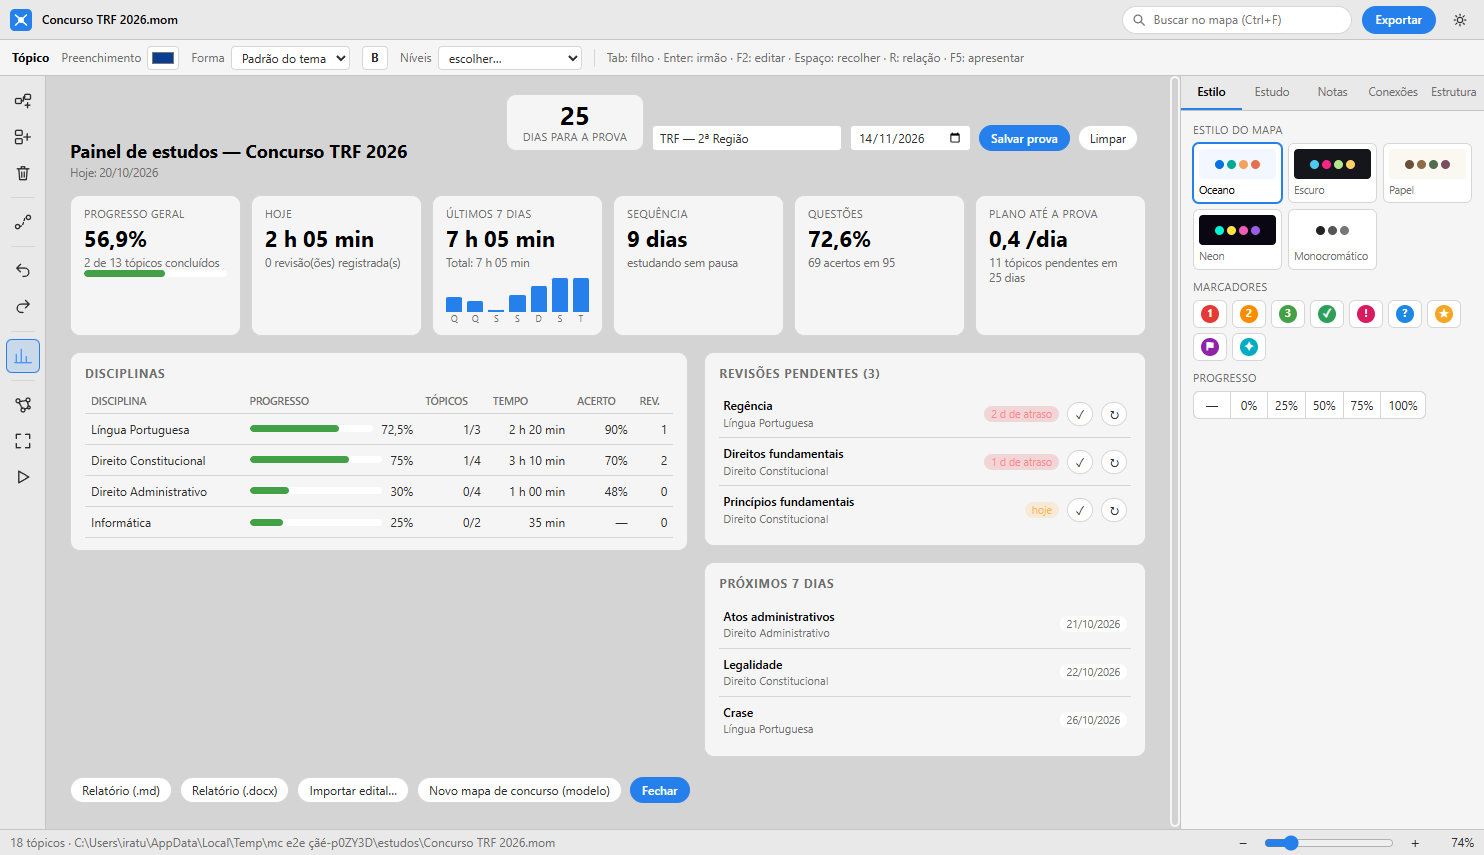 Concurso TRF 2026.mom
Buscar no mapa (Ctrl+F)
Exportar
Tópico
Preenchimento
Forma
Padrão do tema
B
Níveis
escolher...
Tab: filho · Enter: irmão · F2: editar · Espaço: recolher · R: relação · F5: apresentar
25
DIAS PARA A PROVA
TRF — 2ª Região
14/11/2026
Salvar prova
Limpar
Painel de estudos — Concurso TRF 2026
Hoje: 20/10/2026
PROGRESSO GERAL
56,9%
2 de 13 tópicos concluídos
HOJE
2 h 05 min
0 revisão(ões) registrada(s)
ÚLTIMOS 7 DIAS
7 h 05 min
Total: 7 h 05 min
Q Q S S D S T
SEQUÊNCIA
9 dias
estudando sem pausa
QUESTÕES
72,6%
69 acertos em 95
PLANO ATÉ A PROVA
0,4 /dia
11 tópicos pendentes em
25 dias
DISCIPLINAS
DISCIPLINA PROGRESSO TÓPICOS TEMPO ACERTO REV.
Língua Portuguesa 72,5% 1/3 2 h 20 min 90% 1
Direito Constitucional 75% 1/4 3 h 10 min 70% 2
Direito Administrativo 30% 0/4 1 h 00 min 48% 0
Informática 25% 0/2 35 min — 0
REVISÕES PENDENTES (3)
Regência
Língua Portuguesa
2 d de atraso
Direitos fundamentais
Direito Constitucional
1 d de atraso
Princípios fundamentais
Direito Constitucional
hoje
PRÓXIMOS 7 DIAS
Atos administrativos
Direito Administrativo
21/10/2026
Legalidade
Direito Constitucional
22/10/2026
Crase
Língua Portuguesa
26/10/2026
Relatório (.md)
Relatório (.docx)
Importar edital...
Novo mapa de concurso (modelo)
Fechar
Estilo
Estudo
Notas
Conexões
Estrutura
ESTILO DO MAPA
Oceano
Escuro
Papel
Neon
Monocromático
MARCADORES
1 2 3 ✓ ! ? ★
PROGRESSO
— 0% 25% 50% 75% 100%
18 tópicos · C:\Users\iratu\AppData\Local\Temp\mc e2e çãé-p0ZY3D\estudos\Concurso TRF 2026.mom
− + 74%